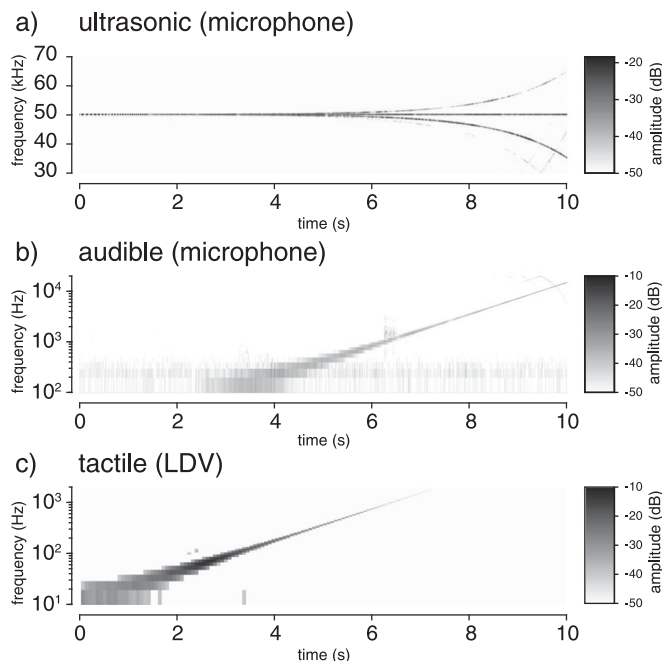 a) ultrasonic (microphone)
frequency (kHz)
70
60
50
40
30
0 2 4 6 8 10
time (s)
-20
-30
-40
-50
amplitude (dB)
b) audible (microphone)
frequency (Hz)
10⁴
10³
10²
0 2 4 6 8 10
time (s)
-10
-20
-30
-40
-50
amplitude (dB)
c) tactile (LDV)
frequency (Hz)
10³
10²
10¹
0 2 4 6 8 10
time (s)
-10
-20
-30
-40
-50
amplitude (dB)